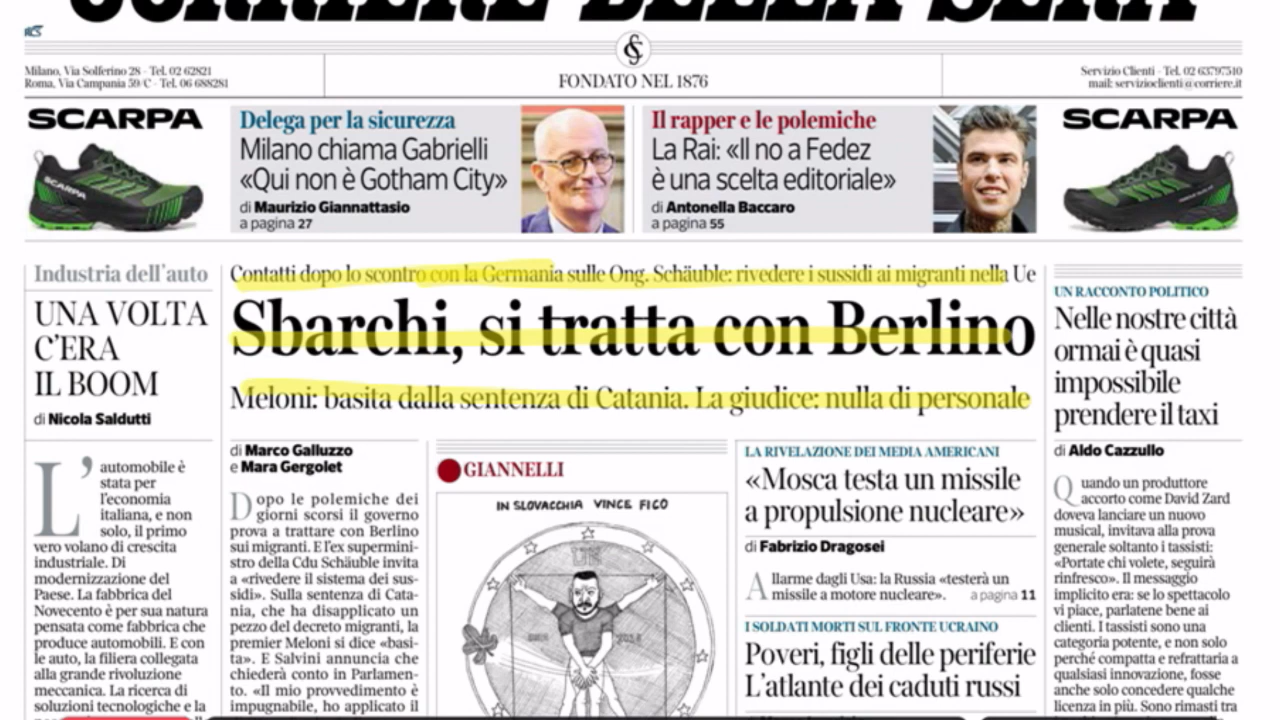 CORRIERE DELLA SERA
RCS
Milano, Via Solferino 28 - Tel. 02 62821
Roma, Via Campania 59/C - Tel. 06 688281
FONDATO NEL 1876
Servizio Clienti - Tel. 02 63797510
mail: servizioclienti@corriere.it
SCARPA
SCARPA
Delega per la sicurezza
Milano chiama Gabrielli
«Qui non è Gotham City»
di Maurizio Giannattasio
a pagina 27
Il rapper e le polemiche
La Rai: «Il no a Fedez
è una scelta editoriale»
di Antonella Baccaro
a pagina 55
SCARPA
Industria dell'auto
UNA VOLTA
C'ERA
IL BOOM
di Nicola Saldutti
L'automobile è
stata per
l'economia
italiana, e non
solo, il primo
vero volano di crescita
industriale. Di
modernizzazione del
Paese. La fabbrica del
Novecento è per sua natura
pensata come fabbrica che
produce automobili. E con
le auto, la filiera collegata
alla grande rivoluzione
meccanica. La ricerca di
soluzioni tecnologiche e la
Contatti dopo lo scontro con la Germania sulle Ong. Schäuble: rivedere i sussidi ai migranti nella Ue
Sbarchi, si tratta con Berlino
Meloni: basita dalla sentenza di Catania. La giudice: nulla di personale
di Marco Galluzzo
e Mara Gergolet
Dopo le polemiche dei
giorni scorsi il governo
prova a trattare con Berlino
sui migranti. E l'ex supermini-
stro della Cdu Schäuble invita
a «rivedere il sistema dei sus-
sidi». Sulla sentenza di Cata-
nia, che ha disapplicato un
pezzo del decreto migranti, la
premier Meloni si dice «basi-
ta». E Salvini annuncia che
chiederà conto in Parlamen-
to. «Il mio provvedimento è
impugnabile, ho applicato il
GIANNELLI
IN SLOVACCHIA VINCE FICO
LA RIVELAZIONE DEI MEDIA AMERICANI
«Mosca testa un missile
a propulsione nucleare»
di Fabrizio Dragosei
Allarme dagli Usa: la Russia «testerà un
missile a motore nucleare». a pagina 11
I SOLDATI MORTI SUL FRONTE UCRAINO
Poveri, figli delle periferie
L'atlante dei caduti russi
UN RACCONTO POLITICO
Nelle nostre città
ormai è quasi
impossibile
prendere il taxi
di Aldo Cazzullo
Quando un produttore
accorto come David Zard
doveva lanciare un nuovo
musical, invitava alla prova
generale soltanto i tassisti:
«Portate chi volete, seguirà
rinfresco». Il messaggio
implicito era: se lo spettacolo
vi piace, parlatene bene ai
clienti. I tassisti sono una
categoria potente, e non solo
perché compatta e refrattaria a
qualsiasi innovazione, fosse
anche solo concedere qualche
licenza in più. Sono rimasti tra